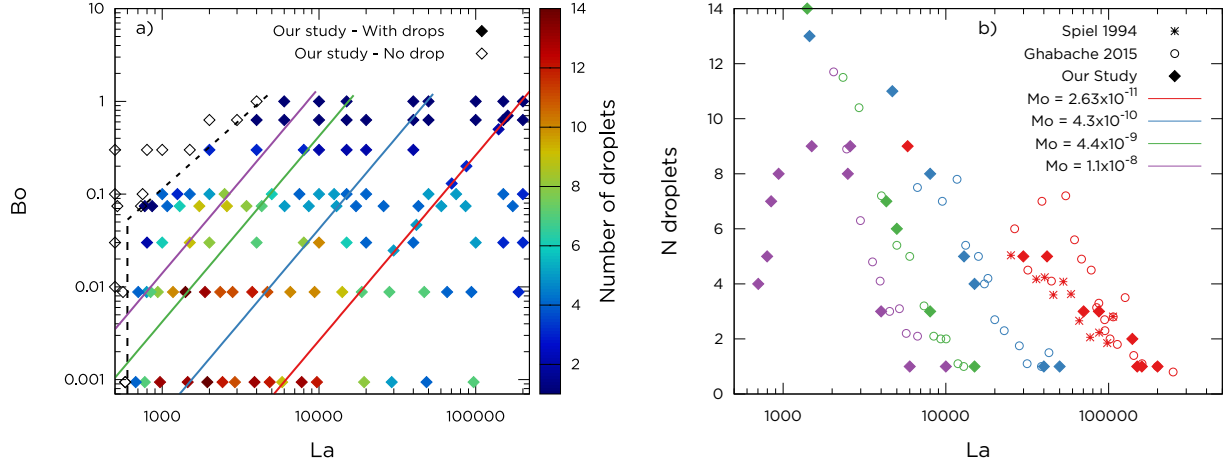 a)
Our study - With drops
Our study - No drop
10
1
0.1
0.01
0.001
Bo
1000
10000
100000
La
14
12
10
8
6
4
2
Number of droplets
b)
Spiel 1994
Ghabache 2015
Our Study
Mo = 2.63x10⁻¹¹
Mo = 4.3x10⁻¹⁰
Mo = 4.4x10⁻⁹
Mo = 1.1x10⁻⁸
14
12
10
8
6
4
2
0
N droplets
1000
10000
100000
La